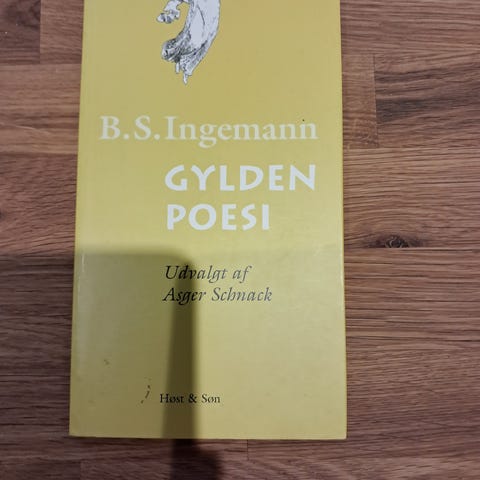 B.S.Ingemann
GYLDEN
POESI
Udvalgt af
Asger Schnack
Høst & Søn